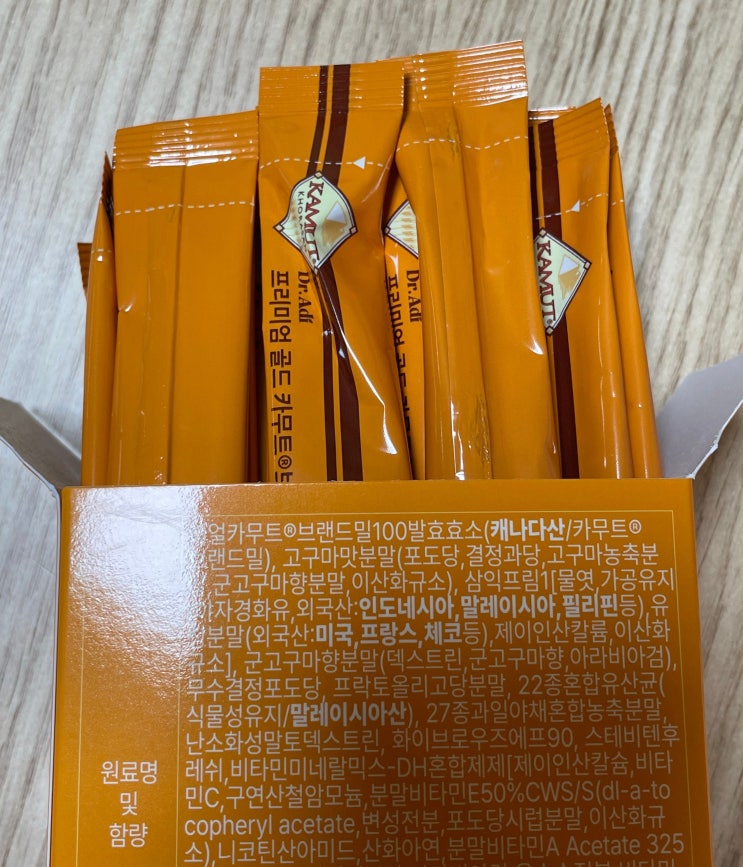 KAMUT
Dr.Adi
프리미엄 골드 카무트®브
Dr.Adi
프리미엄 골드
KAMUT®
얼카무트®브랜드밀100발효효소(캐나다산/카무트®
랜드밀), 고구마맛분말(포도당,결정과당,고구마농축분
군고구마향분말,이산화규소), 삼익프림1[물엿,가공유지
야자경화유,외국산:인도네시아,말레이시아,필리핀등),유
분말(외국산:미국,프랑스,체코등),제이인산칼륨,이산화
규소], 군고구마향분말(덱스트린,군고구마향,아라비아검),
무수결정포도당, 프락토올리고당분말, 22종혼합유산균(
식물성유지/말레이시아산), 27종과일야채혼합농축분말,
난소화성말토덱스트린, 화이브로우즈에프90, 스테비텐후
레쉬,비타민미네랄믹스-DH혼합제제[제이인산칼슘,비타
민C,구연산철암모늄,분말비타민E50%CWS/S(dl-a-to
copheryl acetate,변성전분,포도당시럽분말,이산화규
소),니코틴산아미드,산화아연,분말비타민A Acetate 325
원료명
및
함량